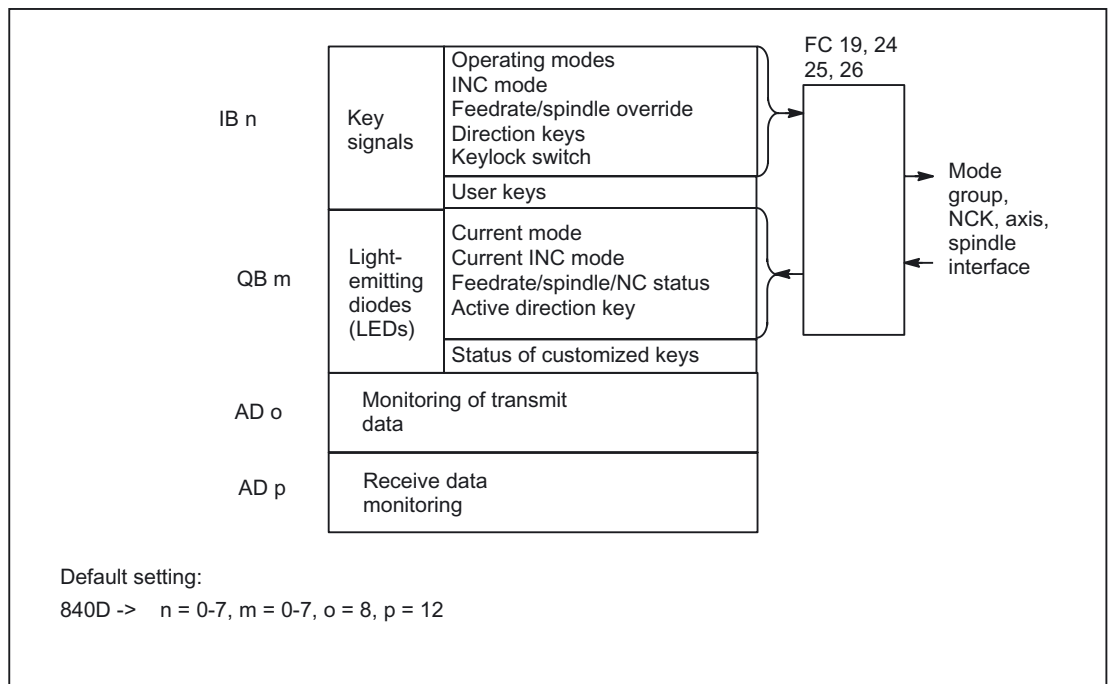 FC 19, 24
25, 26
IB n
Key
signals
Operating modes
INC mode
Feedrate/spindle override
Direction keys
Keylock switch
User keys
Mode
group,
NCK, axis,
spindle
interface
QB m
Light-
emitting
diodes
(LEDs)
Current mode
Current INC mode
Feedrate/spindle/NC status
Active direction key
Status of customized keys
AD o
Monitoring of transmit
data
AD p
Receive data
monitoring
Default setting:
840D -> n = 0-7, m = 0-7, o = 8, p = 12